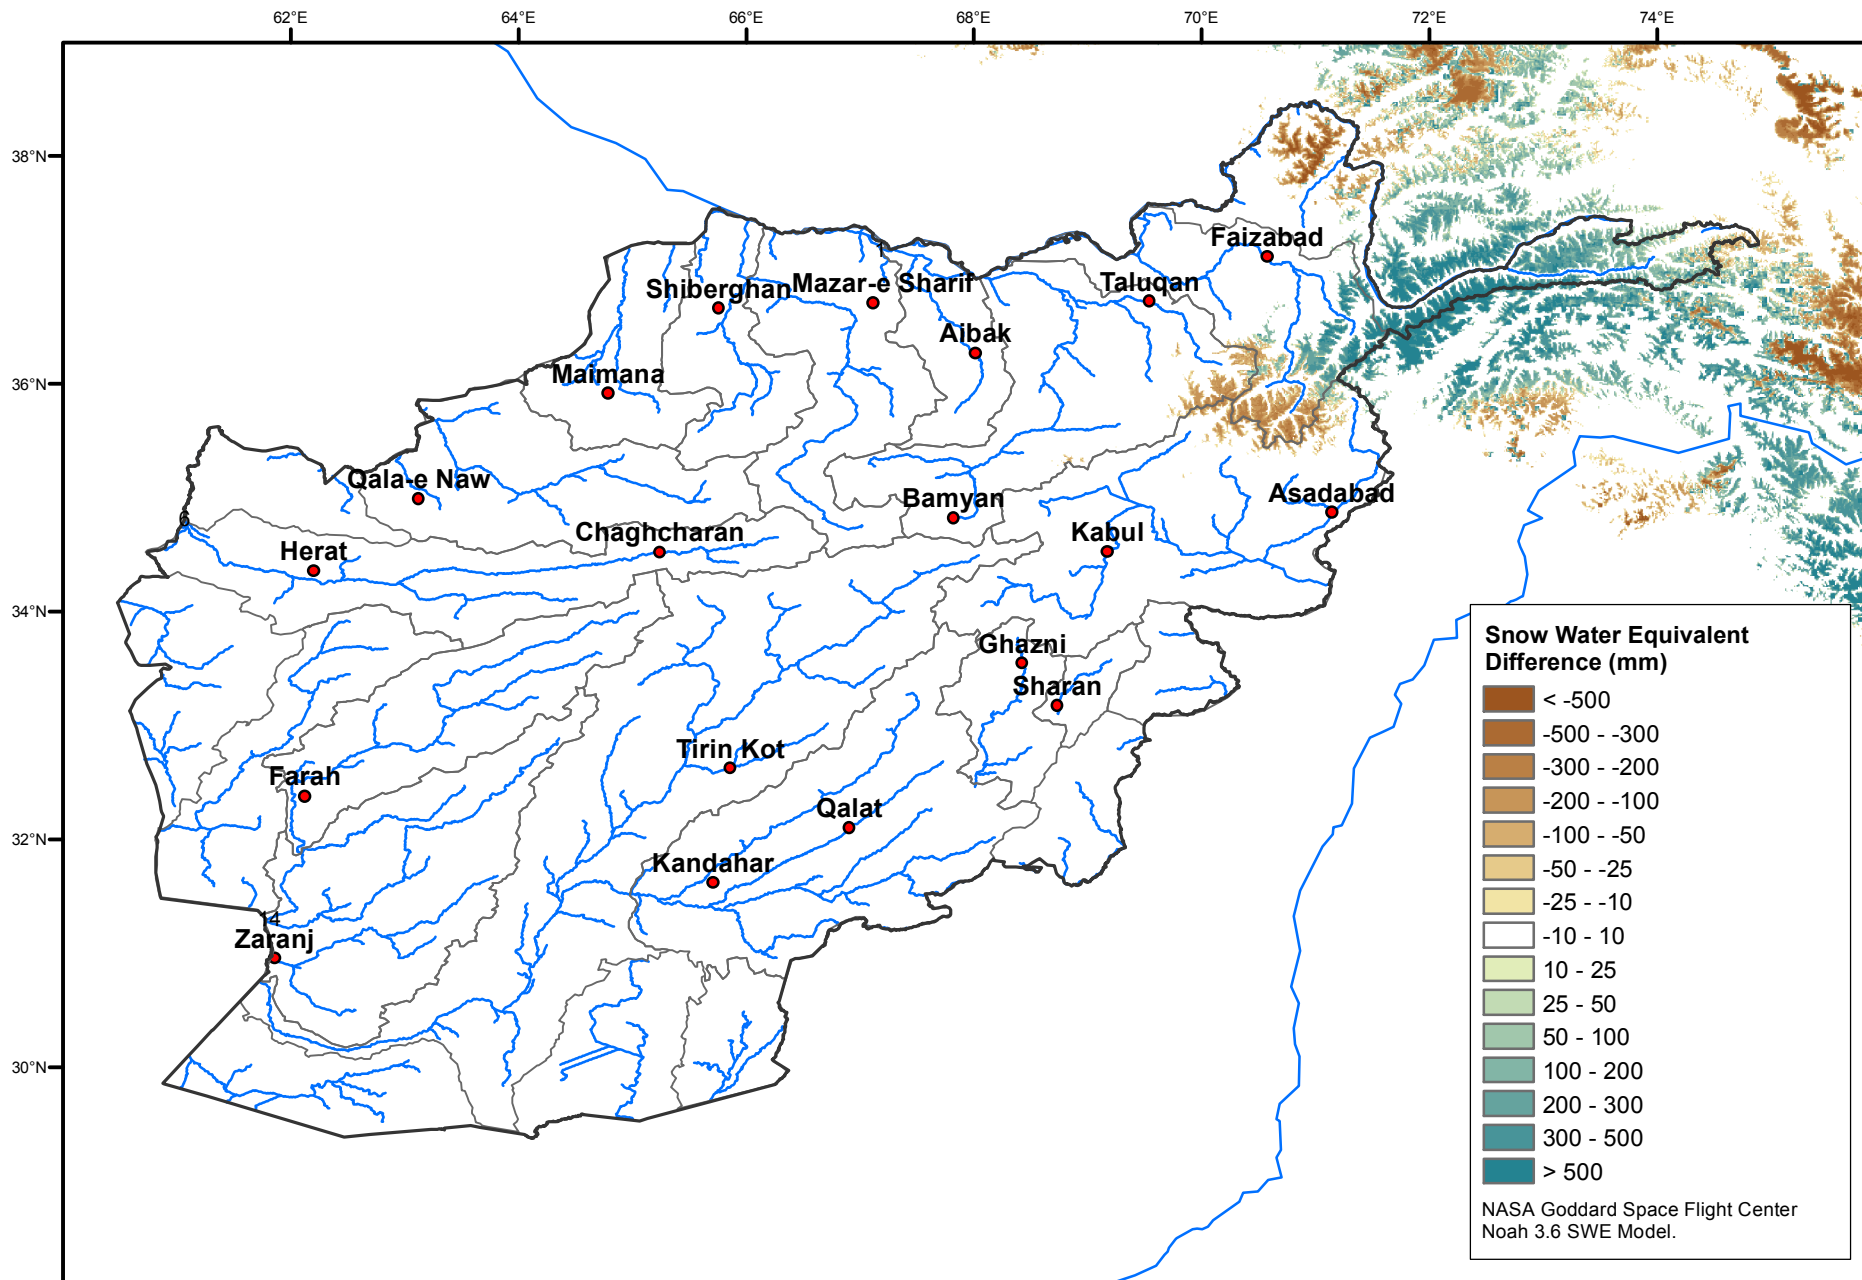 62°E 64°E 66°E 68°E 70°E 72°E 74°E
38°N
Faizabad
Shiberghan Mazar-e Sharif Taluqan
Aibak
Maimana
36°N
Qala-e Naw
Bamyan Asadabad
6
Herat Chaghcharan Kabul
34°N
Ghazni
Sharan
Tirin Kot
Farah
Qalat
32°N
Kandahar
14
Zaranj
30°N
Snow Water Equivalent
Difference (mm)
< -500
-500 - -300
-300 - -200
-200 - -100
-100 - -50
-50 - -25
-25 - -10
-10 - 10
10 - 25
25 - 50
50 - 100
100 - 200
200 - 300
300 - 500
> 500
NASA Goddard Space Flight Center
Noah 3.6 SWE Model.